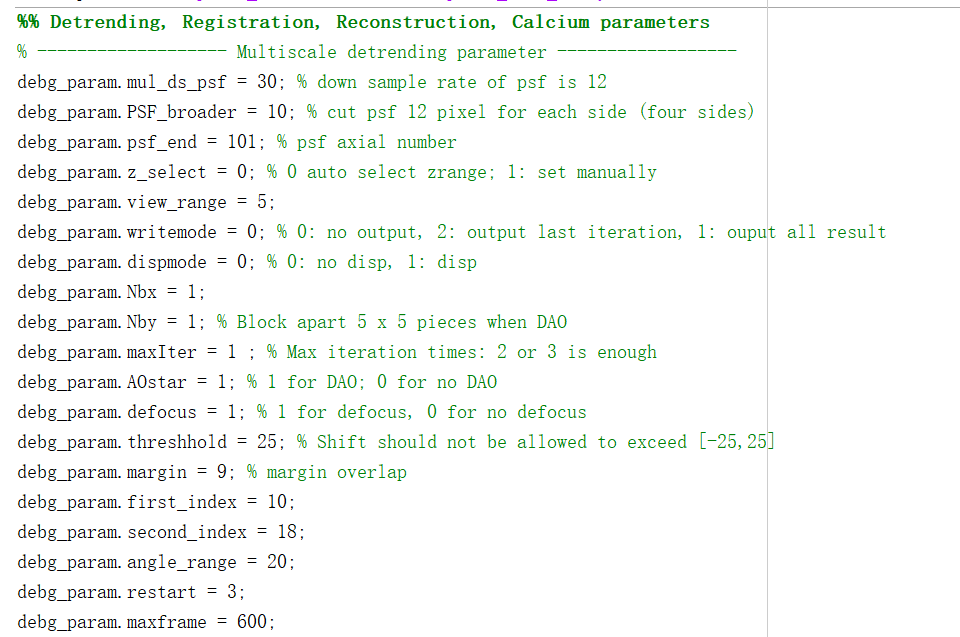 %% Detrending, Registration, Reconstruction, Calcium parameters
% ------------------- Multiscale detrending parameter ------------------
debg_param.mul_ds_psf = 30; % down sample rate of psf is 12
debg_param.PSF_broader = 10; % cut psf 12 pixel for each side (four sides)
debg_param.psf_end = 101; % psf axial number
debg_param.z_select = 0; % 0 auto select zrange; 1: set manually
debg_param.view_range = 5;
debg_param.writemode = 0; % 0: no output, 2: output last iteration, 1: ouput all result
debg_param.dispmode = 0; % 0: no disp, 1: disp
debg_param.Nbx = 1;
debg_param.Nby = 1; % Block apart 5 x 5 pieces when DAO
debg_param.maxIter = 1 ; % Max iteration times: 2 or 3 is enough
debg_param.AOstar = 1; % 1 for DAO; 0 for no DAO
debg_param.defocus = 1; % 1 for defocus, 0 for no defocus
debg_param.threshhold = 25; % Shift should not be allowed to exceed [-25,25]
debg_param.margin = 9; % margin overlap
debg_param.first_index = 10;
debg_param.second_index = 18;
debg_param.angle_range = 20;
debg_param.restart = 3;
debg_param.maxframe = 600;